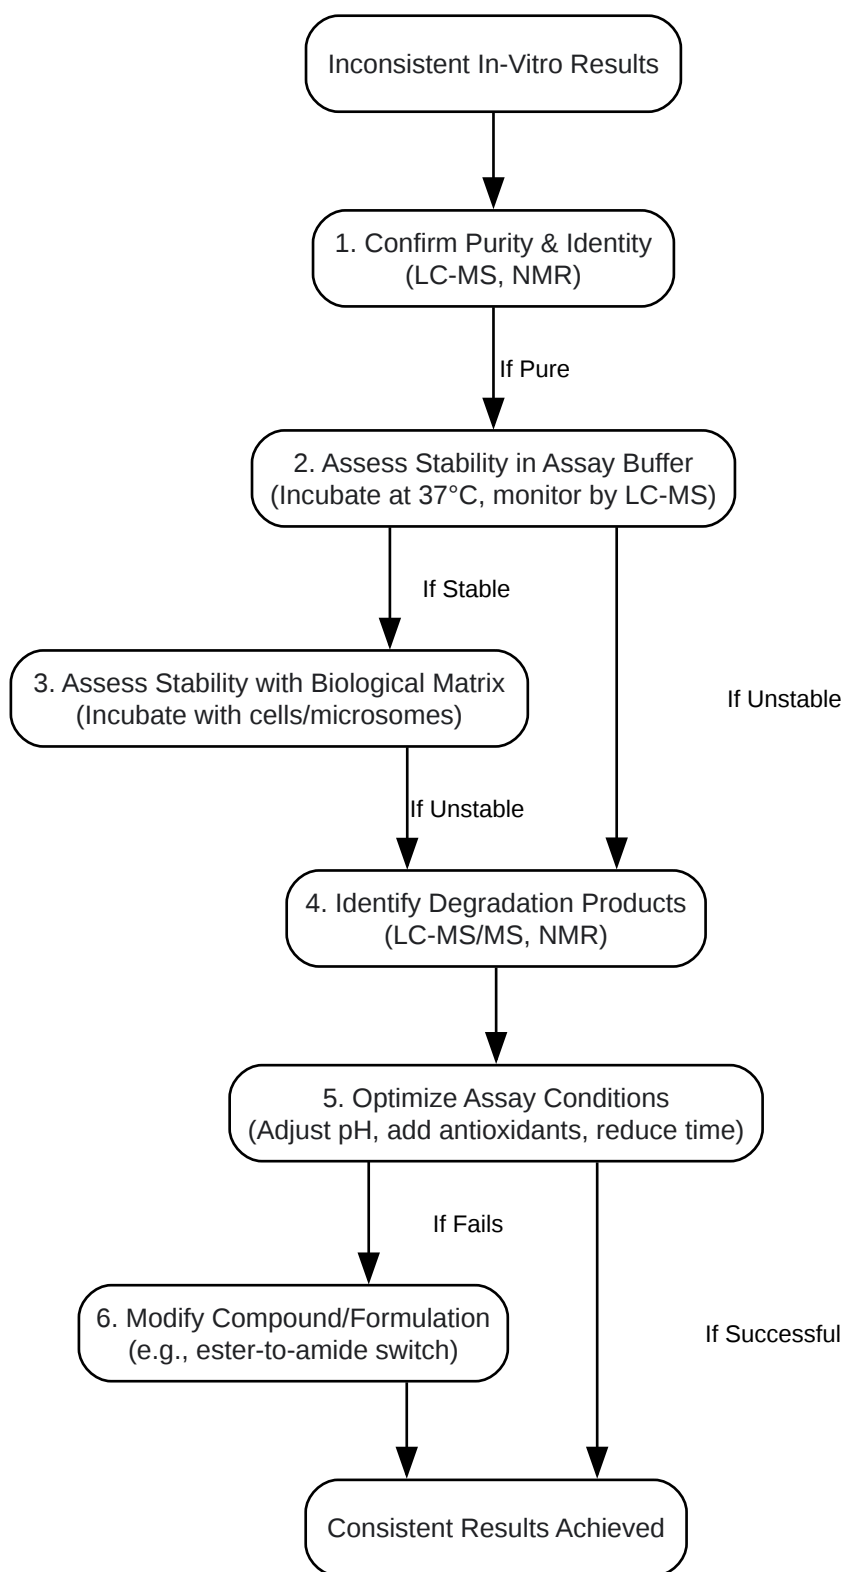 Inconsistent In-Vitro Results
1. Confirm Purity & Identity
(LC-MS, NMR)
If Pure
2. Assess Stability in Assay Buffer
(Incubate at 37°C, monitor by LC-MS)
If Stable
3. Assess Stability with Biological Matrix
(Incubate with cells/microsomes)
If Unstable
If Unstable
4. Identify Degradation Products
(LC-MS/MS, NMR)
5. Optimize Assay Conditions
(Adjust pH, add antioxidants, reduce time)
If Fails
6. Modify Compound/Formulation
(e.g., ester-to-amide switch)
If Successful
Consistent Results Achieved